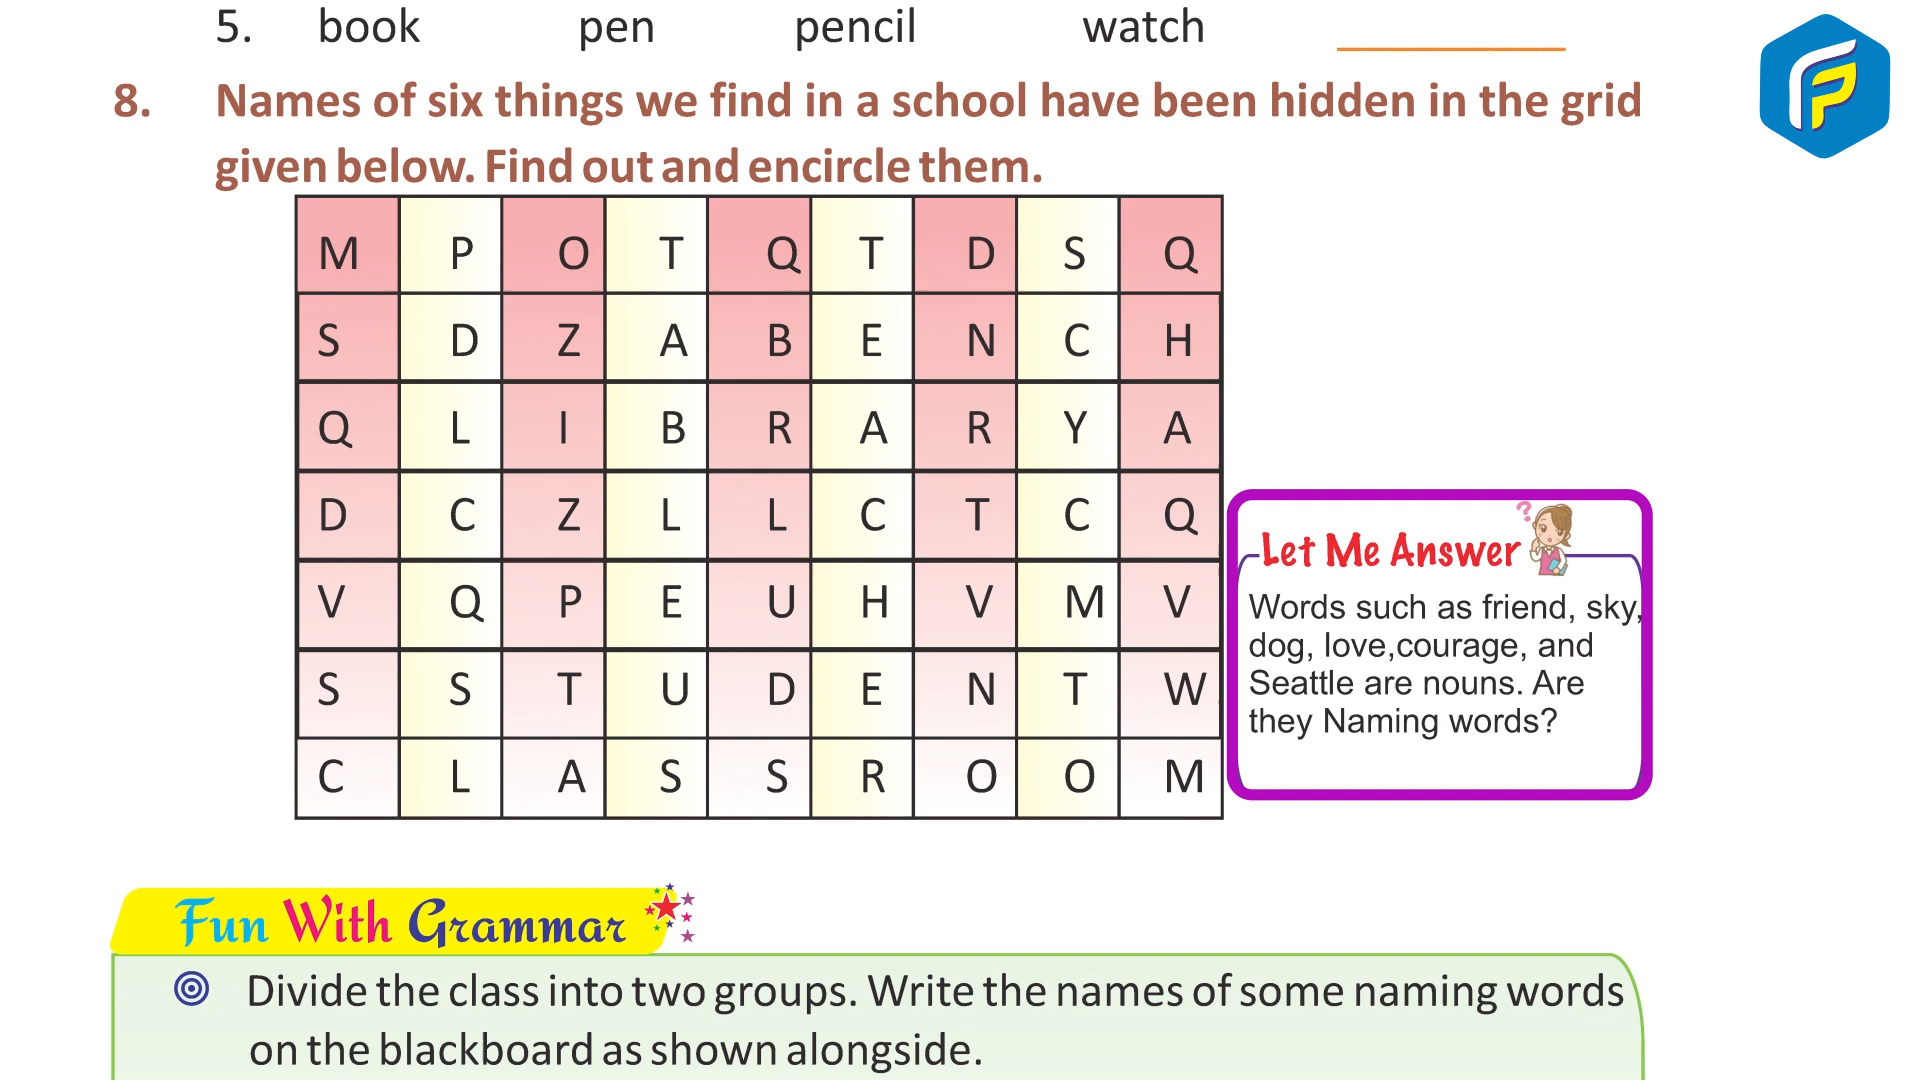 5. book pen pencil watch __________
8. Names of six things we find in a school have been hidden in the grid
given below. Find out and encircle them.
M P O T Q T D S Q
S D Z A B E N C H
Q L I B R A R Y A
D C Z L L C T C Q
V Q P E U H V M V
S S T U D E N T W
C L A S S R O O M
?
Let Me Answer
Words such as friend, sky,
dog, love,courage, and
Seattle are nouns. Are
they Naming words?
Fun With Grammar
Divide the class into two groups. Write the names of some naming words
on the blackboard as shown alongside.